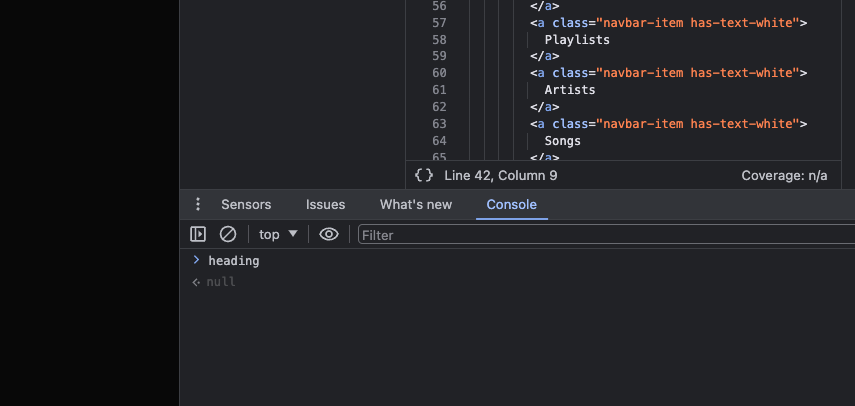 56 </a>
57 <a class="navbar-item has-text-white">
58 Playlists
59 </a>
60 <a class="navbar-item has-text-white">
61 Artists
62 </a>
63 <a class="navbar-item has-text-white">
64 Songs
65 </a>
{} Line 42, Column 9 Coverage: n/a
Sensors Issues What's new Console
top Filter
> heading
null